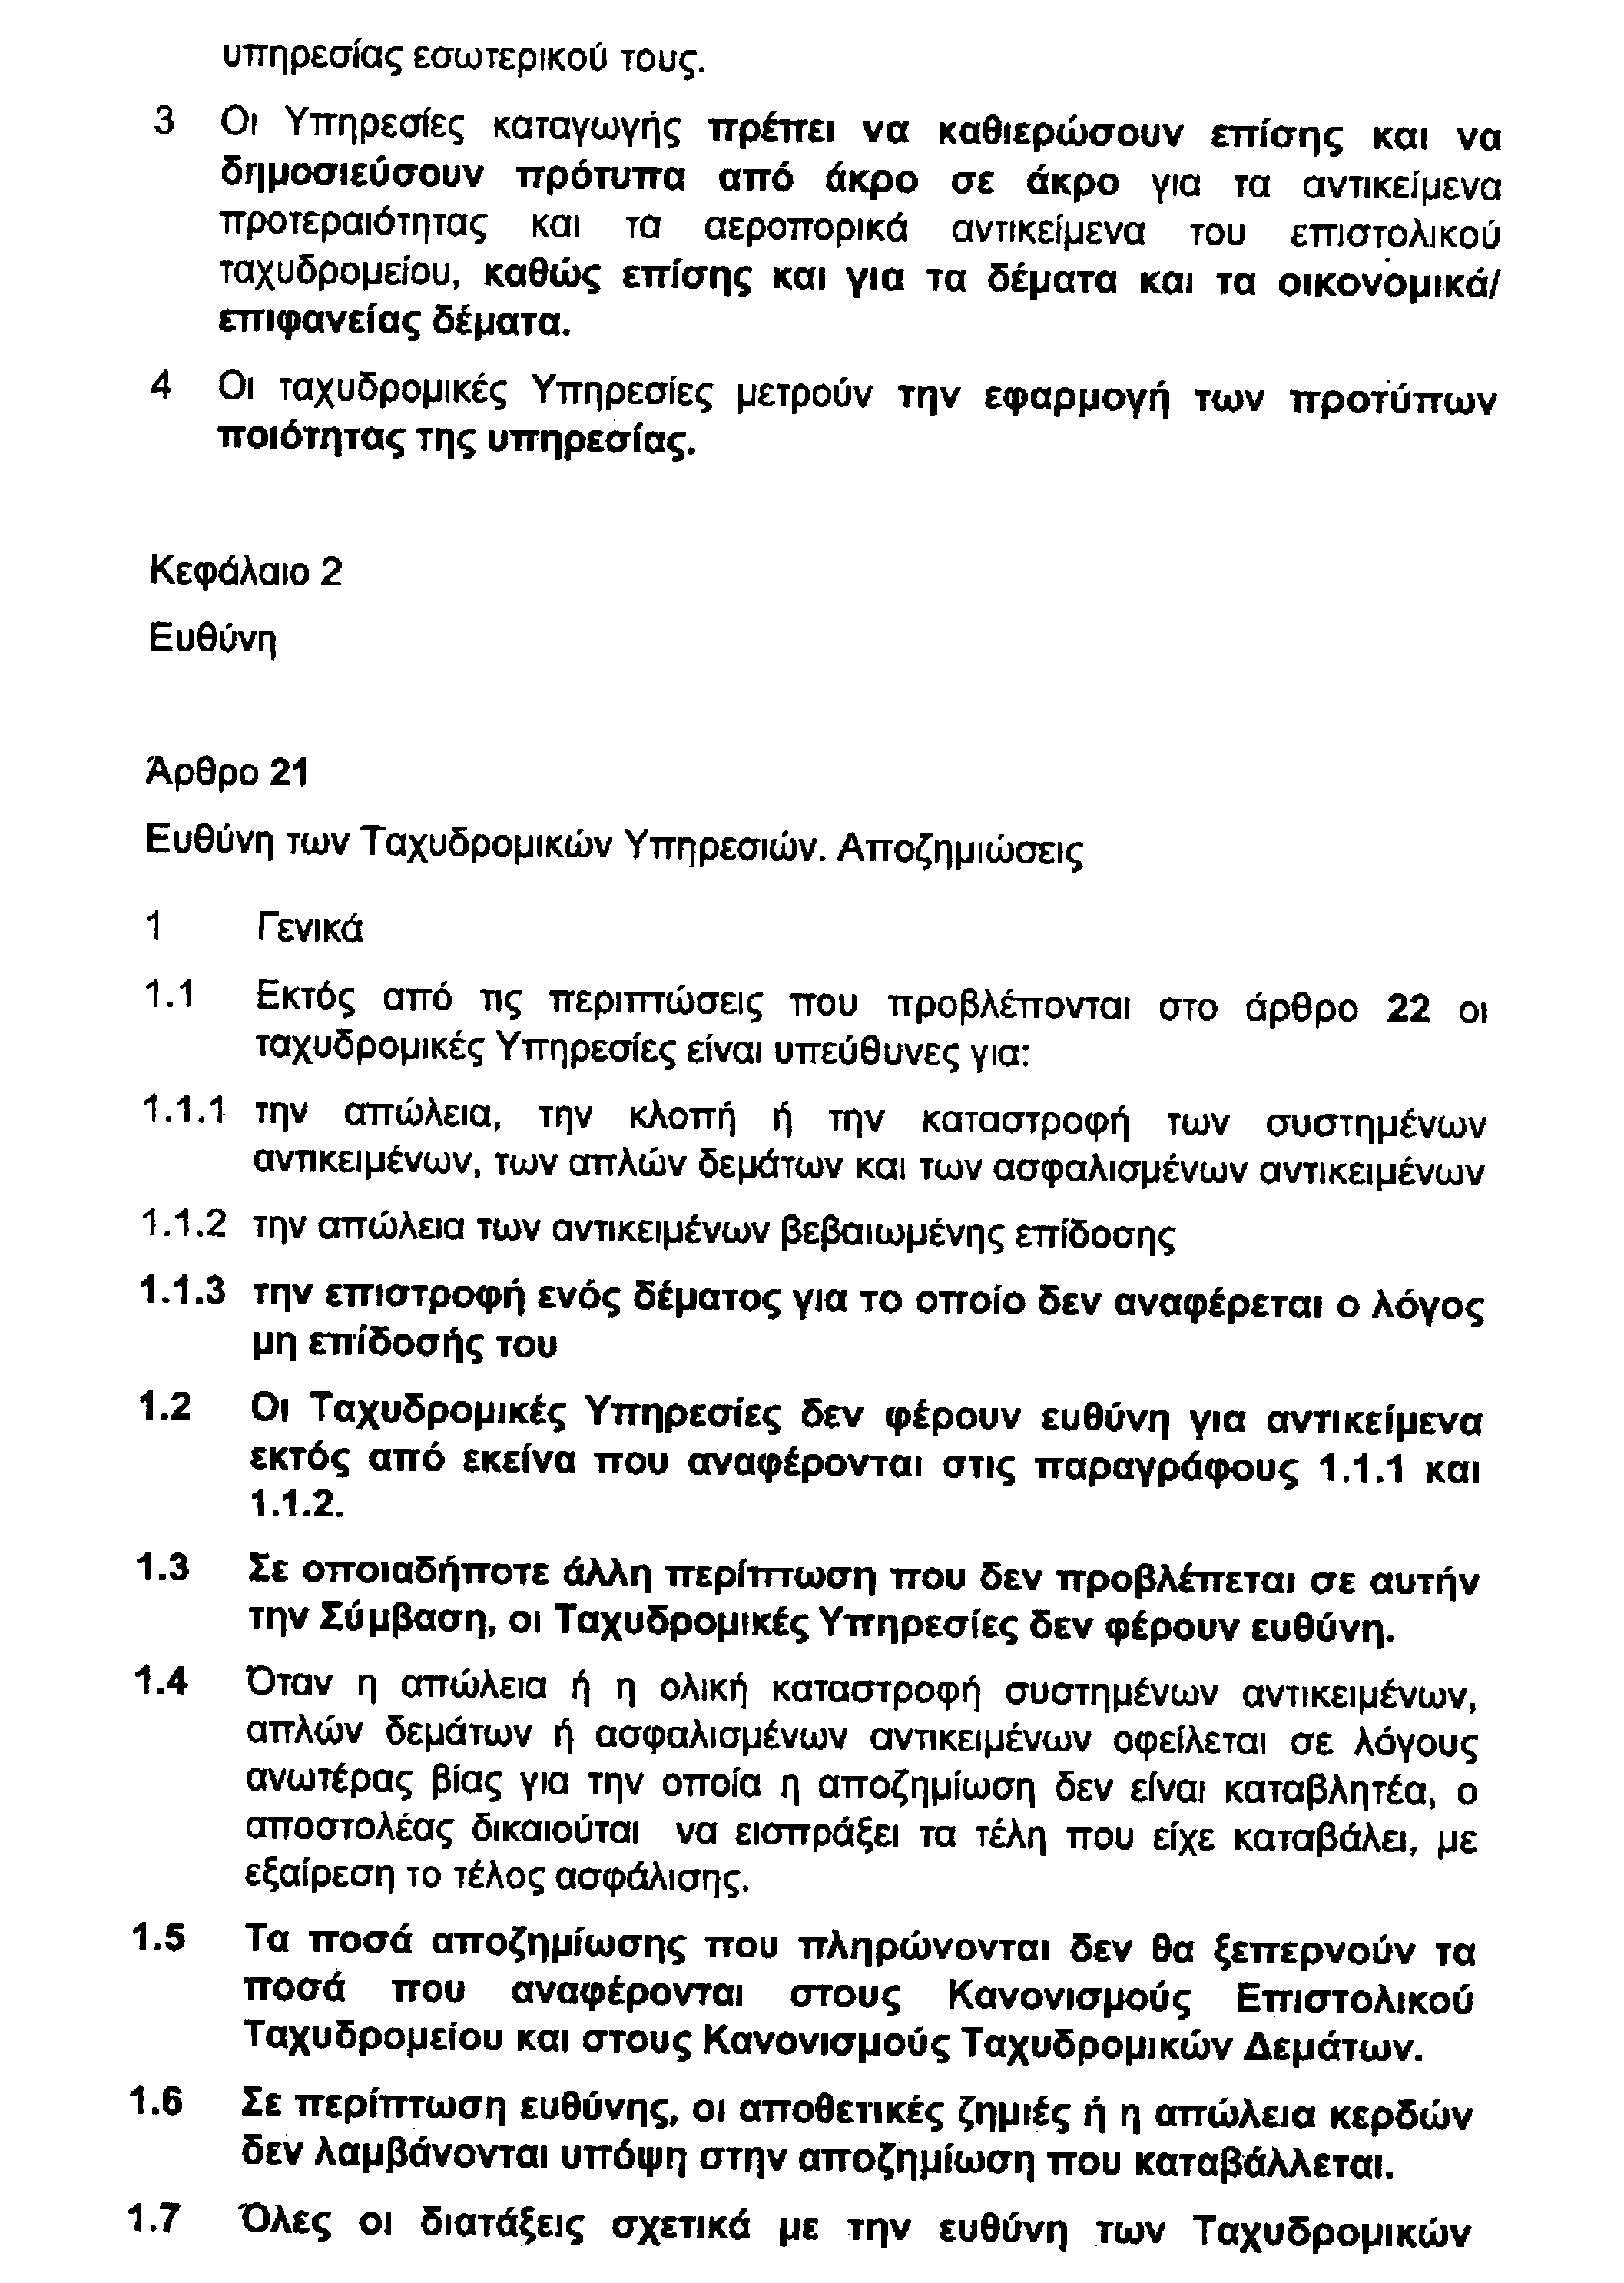 υπηρεσίας εσωτερικού τους.
3 Οι Υπηρεσίες καταγωγής πρέπει να καθιερώσουν επίσης και να
δημοσιεύσουν πρότυπα από άκρο σε άκρο για τα αντικείμενα
προτεραιότητας και τα αεροπορικά αντικείμενα του επιστολικού
ταχυδρομείου, καθώς επίσης και για τα δέματα και τα οικονομικά/
επιφανείας δέματα.
4 Οι ταχυδρομικές Υπηρεσίες μετρούν την εφαρμογή των προτύπων
ποιότητας της υπηρεσίας.
Κεφάλαιο 2
Ευθύνη
Άρθρο 21
Ευθύνη των Ταχυδρομικών Υπηρεσιών. Αποζημιώσεις
1 Γενικά
1.1 Εκτός από τις περιπτώσεις που προβλέπονται στο άρθρο 22 οι
ταχυδρομικές Υπηρεσίες είναι υπεύθυνες για:
1.1.1 την απώλεια, την κλοπή ή την καταστροφή των συστημένων
αντικειμένων, των απλών δεμάτων και των ασφαλισμένων αντικειμένων
1.1.2 την απώλεια των αντικειμένων βεβαιωμένης επίδοσης
1.1.3 την επιστροφή ενός δέματος για το οποίο δεν αναφέρεται ο λόγος
μη επίδοσής του
1.2 Οι Ταχυδρομικές Υπηρεσίες δεν φέρουν ευθύνη για αντικείμενα
εκτός από εκείνα που αναφέρονται στις παραγράφους 1.1.1 και
1.1.2.
1.3 Σε οποιαδήποτε άλλη περίπτωση που δεν προβλέπεται σε αυτήν
την Σύμβαση, οι Ταχυδρομικές Υπηρεσίες δεν φέρουν ευθύνη.
1.4 Όταν η απώλεια ή η ολική καταστροφή συστημένων αντικειμένων,
απλών δεμάτων ή ασφαλισμένων αντικειμένων οφείλεται σε λόγους
ανωτέρας βίας για την οποία η αποζημίωση δεν είναι καταβλητέα, ο
αποστολέας δικαιούται να εισπράξει τα τέλη που είχε καταβάλει, με
εξαίρεση το τέλος ασφάλισης.
1.5 Τα ποσά αποζημίωσης που πληρώνονται δεν θα ξεπερνούν τα
ποσά που αναφέρονται στους Κανονισμούς Επιστολικού
Ταχυδρομείου και στους Κανονισμούς Ταχυδρομικών Δεμάτων.
1.6 Σε περίπτωση ευθύνης, οι αποθετικές ζημιές ή η απώλεια κερδών
δεν λαμβάνονται υπόψη στην αποζημίωση που καταβάλλεται.
1.7 Όλες οι διατάξεις σχετικά με την ευθύνη των Ταχυδρομικών